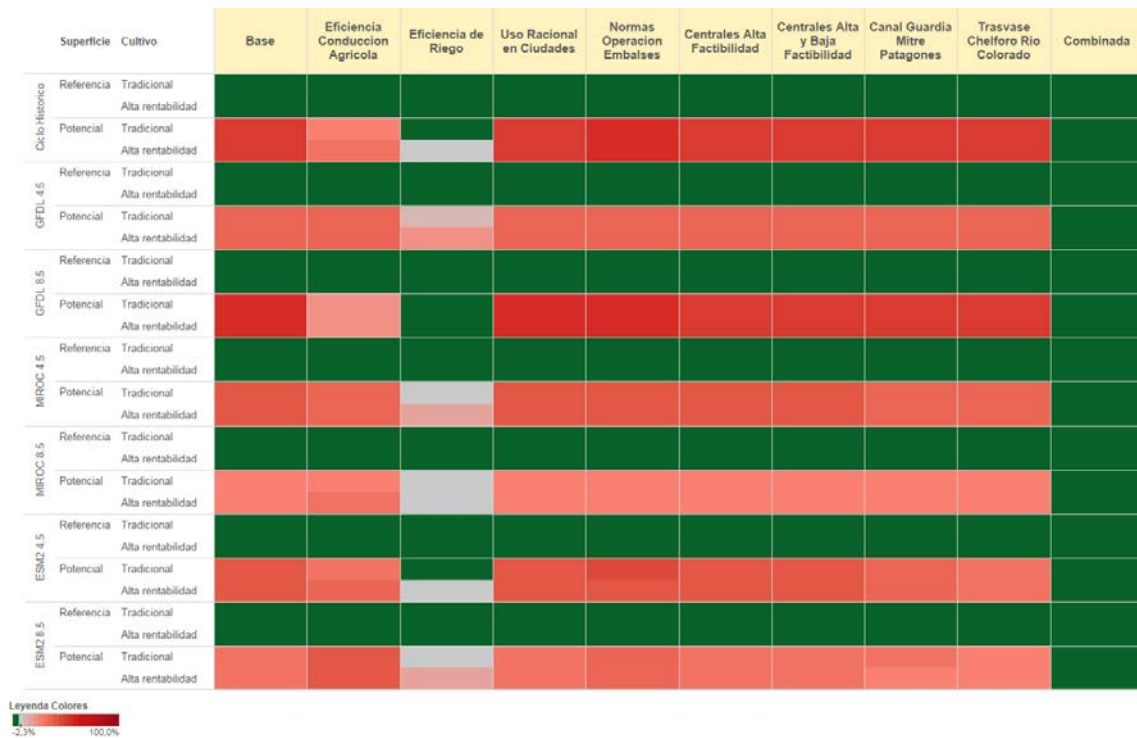 Superficie Cultivo Base Eficiencia Conduccion Agricola Eficiencia de Riego Uso Racional en Ciudades Normas Operacion Embalses Centrales Alta Factibilidad Centrales Alta y Baja Factibilidad Canal Guardia Mitre Patagones Trasvase Chelforo Rio Colorado Combinada
Ciclo Historico
Referencia Tradicional
Alta rentabilidad
Potencial Tradicional
Alta rentabilidad
GFDL 4.5
Referencia Tradicional
Alta rentabilidad
Potencial Tradicional
Alta rentabilidad
GFDL 8.5
Referencia Tradicional
Alta rentabilidad
Potencial Tradicional
Alta rentabilidad
MIROC 4.5
Referencia Tradicional
Alta rentabilidad
Potencial Tradicional
Alta rentabilidad
MIROC 8.5
Referencia Tradicional
Alta rentabilidad
Potencial Tradicional
Alta rentabilidad
ESM2 4.5
Referencia Tradicional
Alta rentabilidad
Potencial Tradicional
Alta rentabilidad
ESM2 8.5
Referencia Tradicional
Alta rentabilidad
Potencial Tradicional
Alta rentabilidad
Leyenda Colores
-2,3% 100,0%